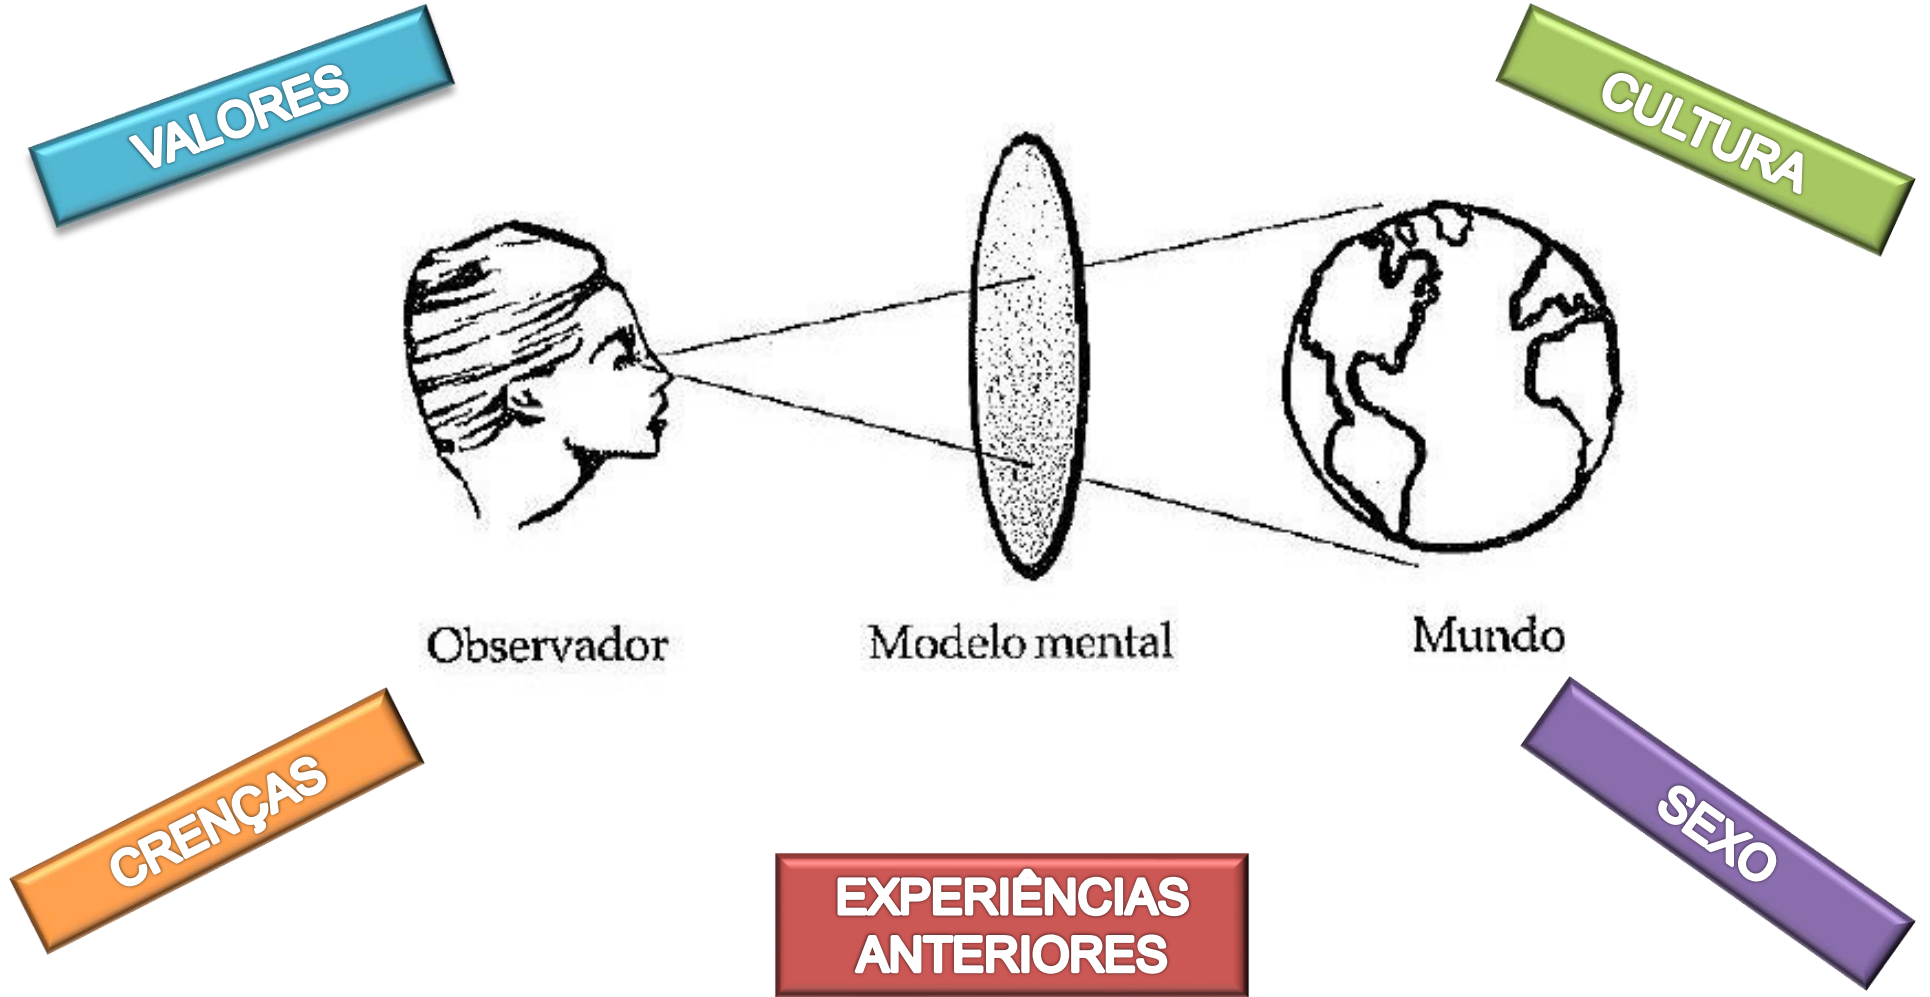 VALORES
CULTURA
Observador
Modelo mental
Mundo
CRENÇAS
SEXO
EXPERIÊNCIAS
ANTERIORES